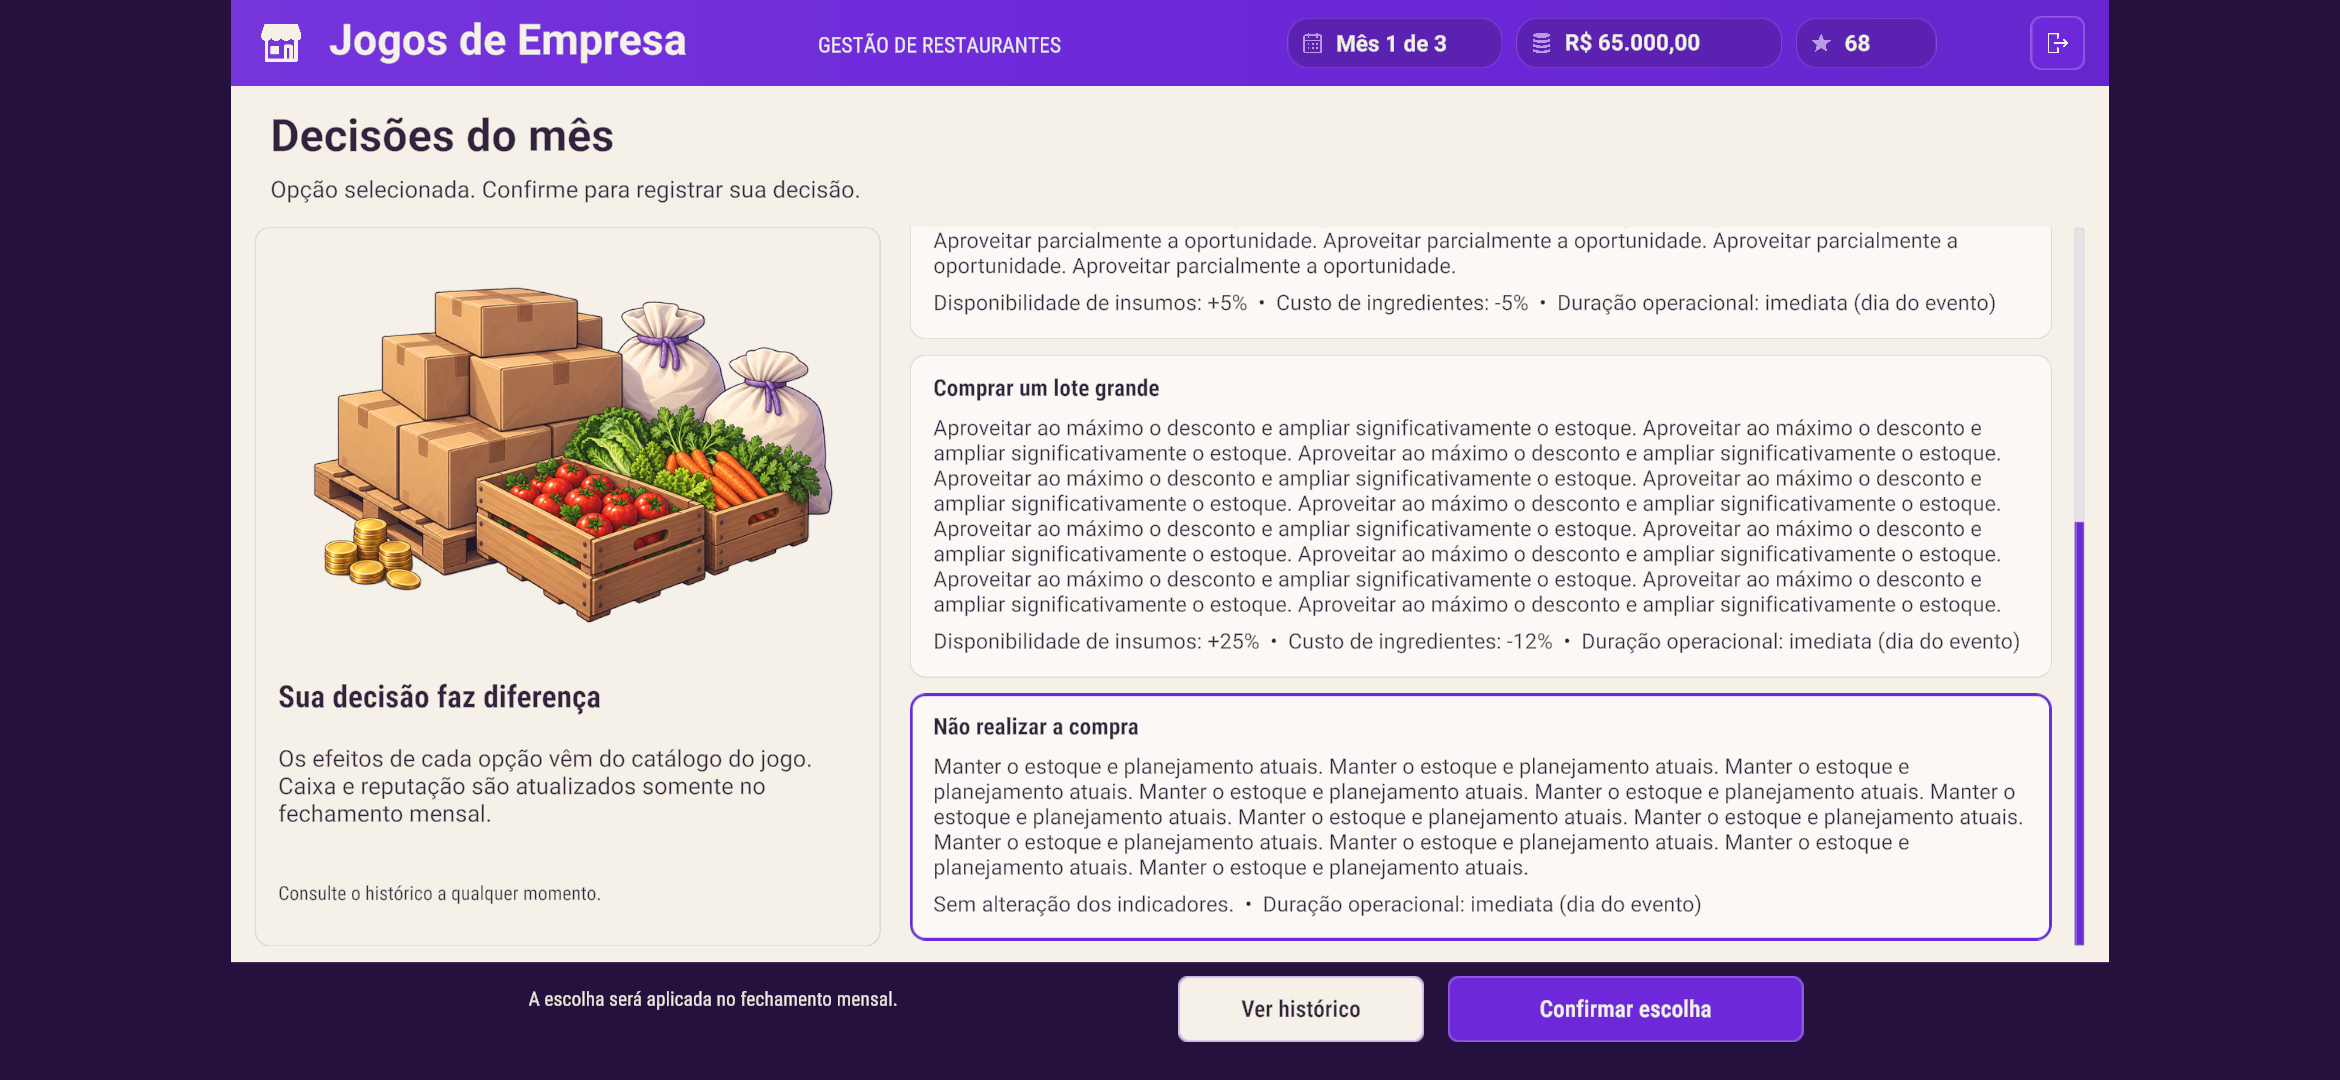 Jogos de Empresa
GESTÃO DE RESTAURANTES
Mês 1 de 3
R$ 65.000,00
68
Decisões do mês
Opção selecionada. Confirme para registrar sua decisão.
Sua decisão faz diferença
Os efeitos de cada opção vêm do catálogo do jogo.
Caixa e reputação são atualizados somente no
fechamento mensal.
Consulte o histórico a qualquer momento.
Aproveitar parcialmente a oportunidade. Aproveitar parcialmente a oportunidade. Aproveitar parcialmente a
oportunidade. Aproveitar parcialmente a oportunidade.
Disponibilidade de insumos: +5% • Custo de ingredientes: -5% • Duração operacional: imediata (dia do evento)
Comprar um lote grande
Aproveitar ao máximo o desconto e ampliar significativamente o estoque. Aproveitar ao máximo o desconto e
ampliar significativamente o estoque. Aproveitar ao máximo o desconto e ampliar significativamente o estoque.
Aproveitar ao máximo o desconto e ampliar significativamente o estoque. Aproveitar ao máximo o desconto e
ampliar significativamente o estoque. Aproveitar ao máximo o desconto e ampliar significativamente o estoque.
Aproveitar ao máximo o desconto e ampliar significativamente o estoque. Aproveitar ao máximo o desconto e
ampliar significativamente o estoque. Aproveitar ao máximo o desconto e ampliar significativamente o estoque.
Aproveitar ao máximo o desconto e ampliar significativamente o estoque. Aproveitar ao máximo o desconto e
ampliar significativamente o estoque. Aproveitar ao máximo o desconto e ampliar significativamente o estoque.
Disponibilidade de insumos: +25% • Custo de ingredientes: -12% • Duração operacional: imediata (dia do evento)
Não realizar a compra
Manter o estoque e planejamento atuais. Manter o estoque e planejamento atuais. Manter o estoque e
planejamento atuais. Manter o estoque e planejamento atuais. Manter o estoque e planejamento atuais. Manter o
estoque e planejamento atuais. Manter o estoque e planejamento atuais. Manter o estoque e planejamento atuais.
Manter o estoque e planejamento atuais. Manter o estoque e planejamento atuais. Manter o estoque e
planejamento atuais. Manter o estoque e planejamento atuais.
Sem alteração dos indicadores. • Duração operacional: imediata (dia do evento)
A escolha será aplicada no fechamento mensal.
Ver histórico
Confirmar escolha